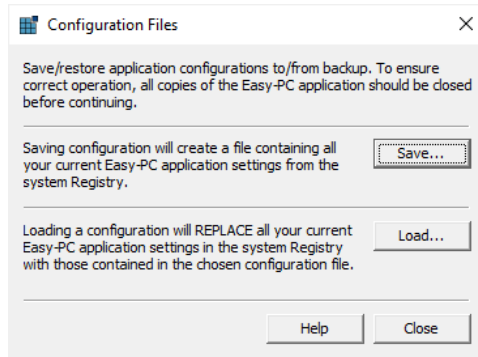 Configuration Files
Save/restore application configurations to/from backup. To ensure
correct operation, all copies of the Easy-PC application should be closed
before continuing.
Saving configuration will create a file containing all
your current Easy-PC application settings from the
system Registry.
Save...
Loading a configuration will REPLACE all your current
Easy-PC application settings in the system Registry
with those contained in the chosen configuration file.
Load...
Help
Close